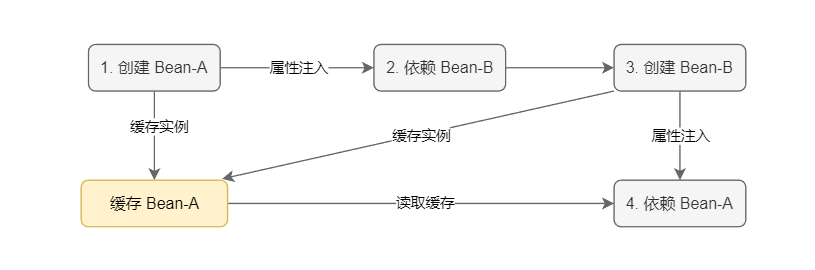 1. 创建 Bean-A
属性注入
2. 依赖 Bean-B
3. 创建 Bean-B
缓存实例
缓存实例
属性注入
缓存 Bean-A
读取缓存
4. 依赖 Bean-A